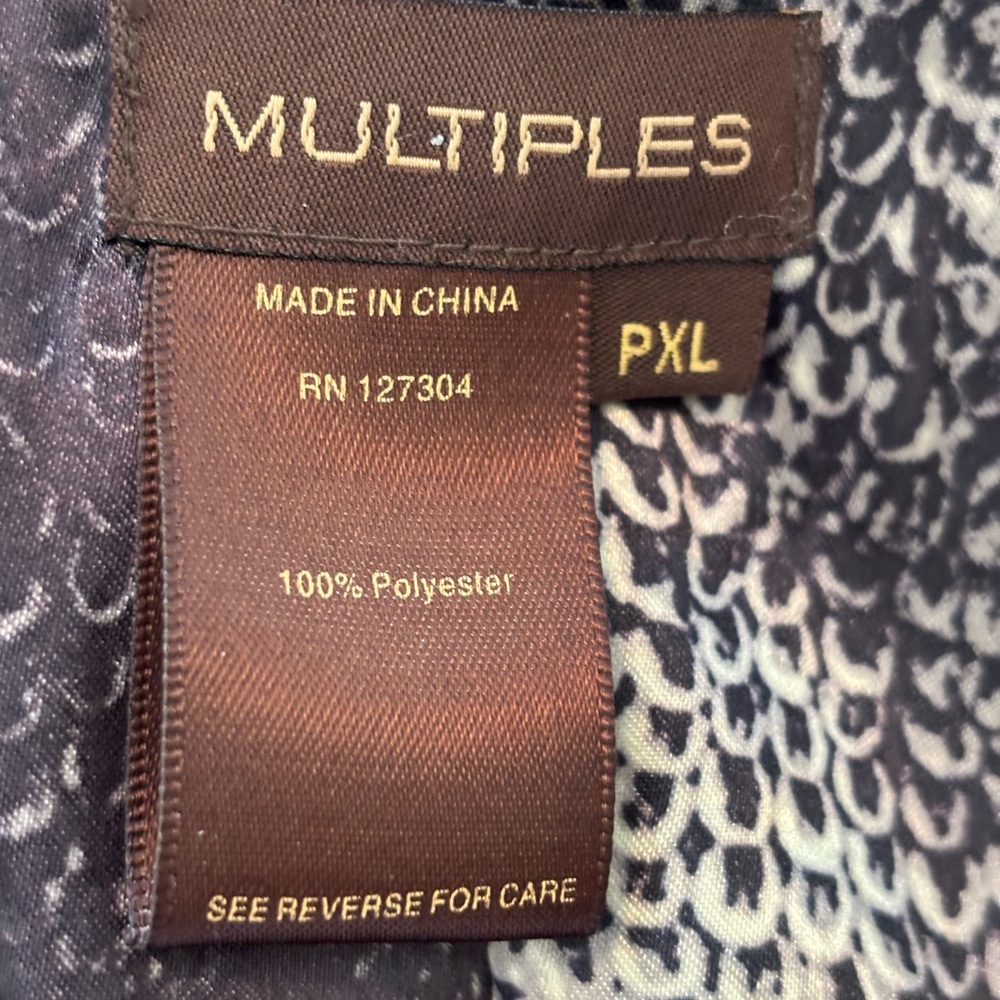 MULTIPLES
MADE IN CHINA
PXL
RN 127304
100% Polyester
SEE REVERSE FOR CARE